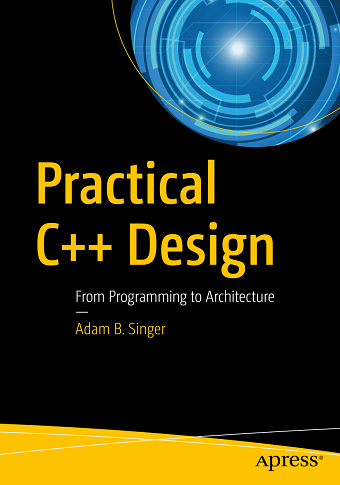 Practical
C++ Design
From Programming to Architecture
Adam B. Singer
Apress®